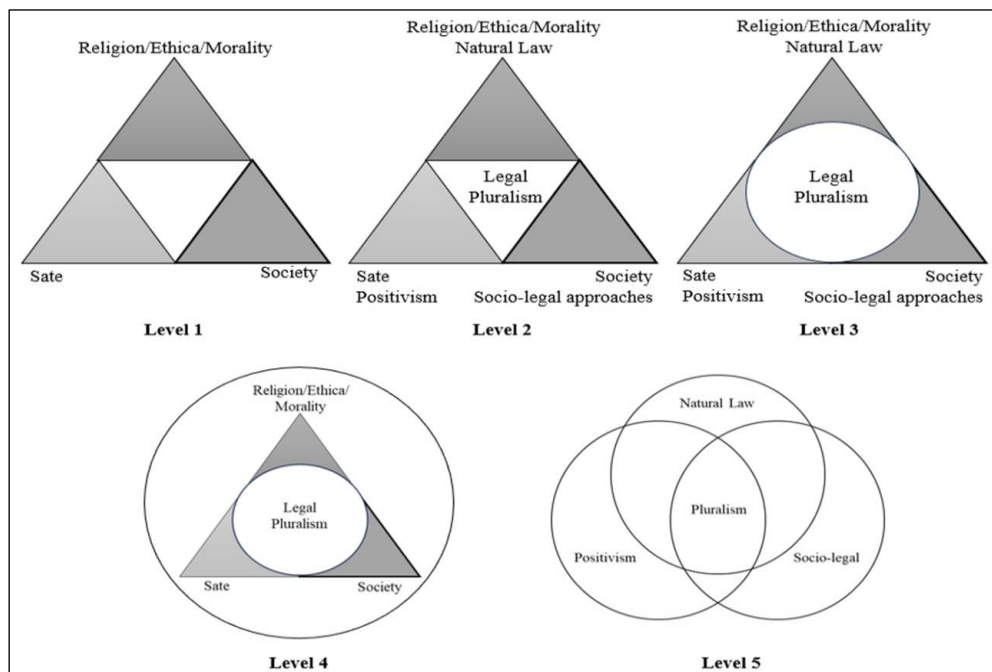 Religion/Ethica/Morality
Sate
Society
Level 1
Religion/Ethica/Morality
Natural Law
Legal
Pluralism
Sate
Positivism
Society
Socio-legal approaches
Level 2
Religion/Ethica/Morality
Natural Law
Legal
Pluralism
Sate
Positivism
Society
Socio-legal approaches
Level 3
Religion/Ethica/
Morality
Legal
Pluralism
Sate
Society
Level 4
Natural Law
Pluralism
Positivism
Socio-legal
Level 5